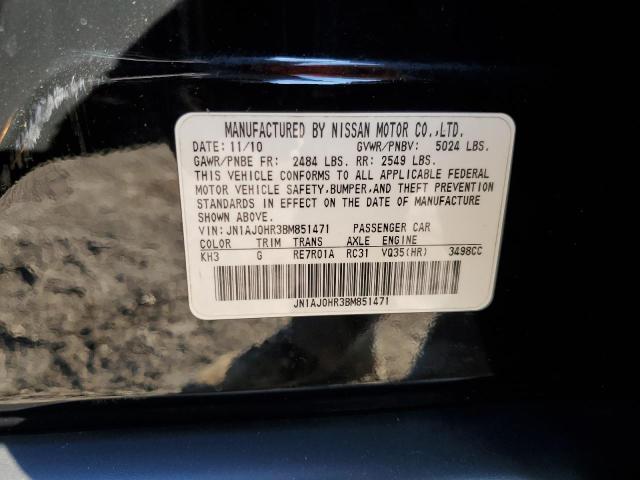 MANUFACTURED BY NISSAN MOTOR CO.,LTD.
DATE: 11/10 GVWR/PNBV: 5024 LBS.
GAWR/PNBE FR: 2484 LBS. RR: 2549 LBS.
THIS VEHICLE CONFORMS TO ALL APPLICABLE FEDERAL
MOTOR VEHICLE SAFETY,BUMPER,AND THEFT PREVENTION
STANDARDS IN EFFECT ON THE DATE OF MANUFACTURE
SHOWN ABOVE.
VIN: JN1AJ0HR3BM851471 PASSENGER CAR
COLOR TRIM TRANS AXLE ENGINE
KH3 G RE7R01A RC31 VQ35(HR) 3498CC
JN1AJ0HR3BM851471